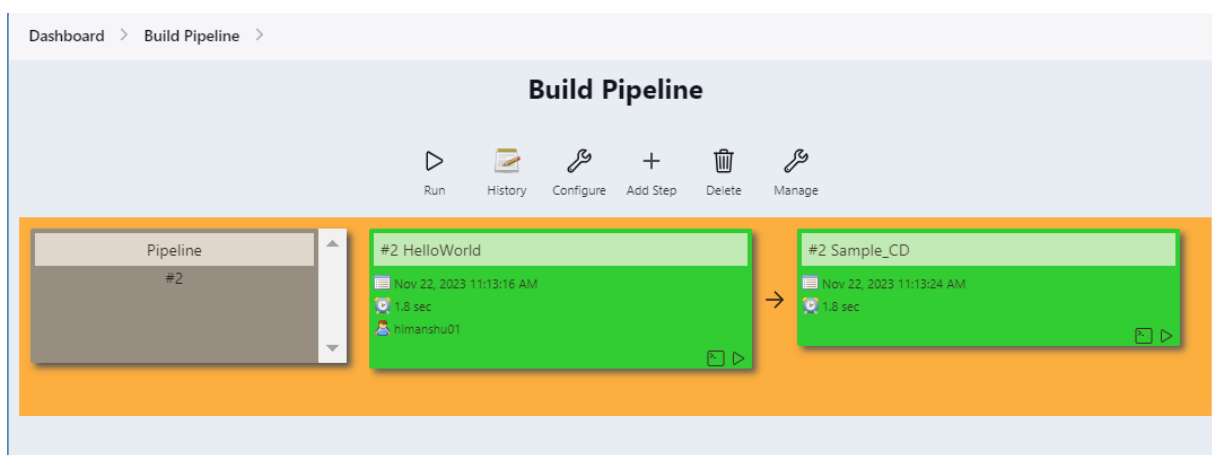 Dashboard > Build Pipeline >
Build Pipeline
Run History Configure Add Step Delete Manage
Pipeline
#2
#2 HelloWorld
Nov 22, 2023 11:13:16 AM
1.8 sec
himanshu01
#2 Sample_CD
Nov 22, 2023 11:13:24 AM
1.8 sec